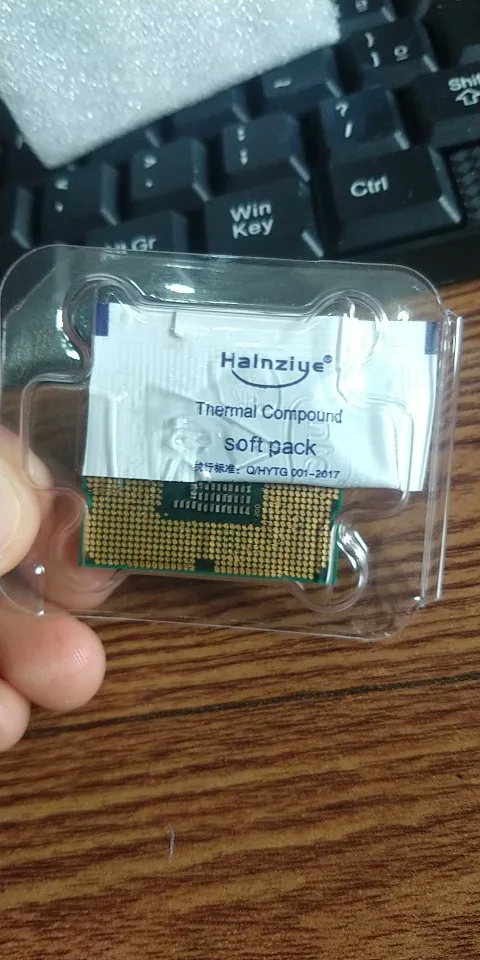 Shift
?
/
Ctrl
Win
Key
Halnziye®
Thermal Compound
soft pack
执行标准：Q/HYTG 001-2017